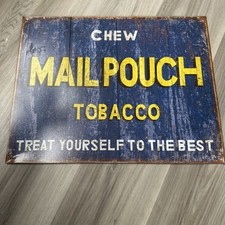 CHEW
MAIL POUCH
TOBACCO
TREAT YOURSELF TO THE BEST